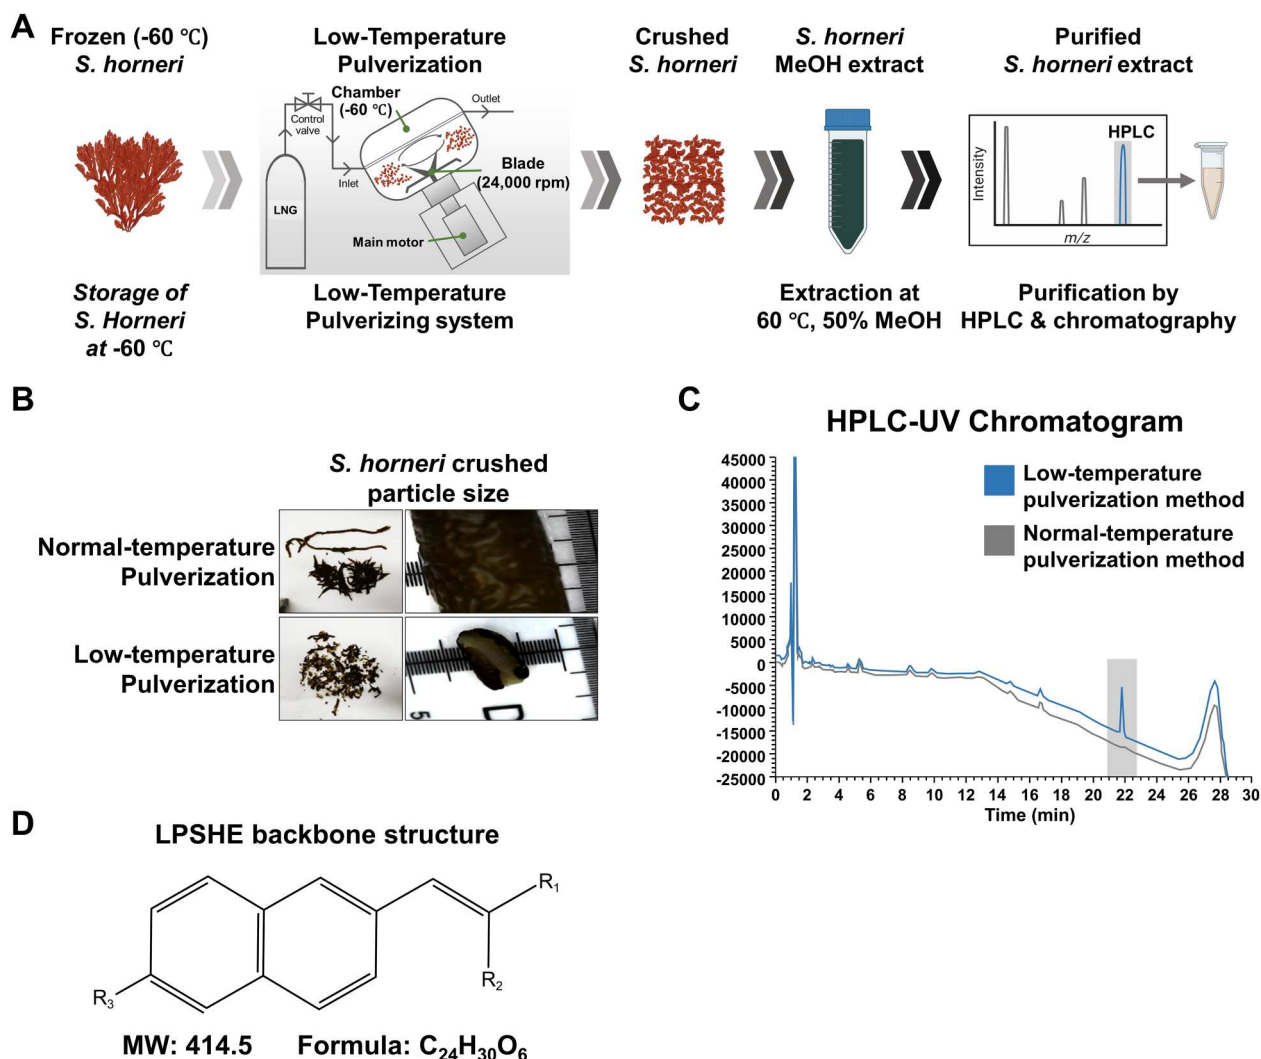 A
Frozen (-60 ℃)
S. horneri
Low-Temperature
Pulverization
Crushed
S. horneri
S. horneri
MeOH extract
Purified
S. horneri extract
Chamber
(-60 ℃)
Outlet
Control
valve
Blade
(24,000 rpm)
Inlet
LNG
Main motor
HPLC
Intensity
m/z
Storage of
S. Horneri
at -60 ℃
Low-Temperature
Pulverizing system
Extraction at
60 ℃, 50% MeOH
Purification by
HPLC & chromatography
B
S. horneri crushed
particle size
Normal-temperature
Pulverization
Low-temperature
Pulverization
5
D
C
HPLC-UV Chromatogram
Low-temperature
pulverization method
Normal-temperature
pulverization method
45000
40000
35000
30000
25000
20000
15000
10000
5000
0
-5000
-10000
-15000
-20000
-25000
0 2 4 6 8 10 12 14 16 18 20 22 24 26 28 30
Time (min)
D
LPSHE backbone structure
R1
R2
R3
MW: 414.5 Formula: C24H30O6